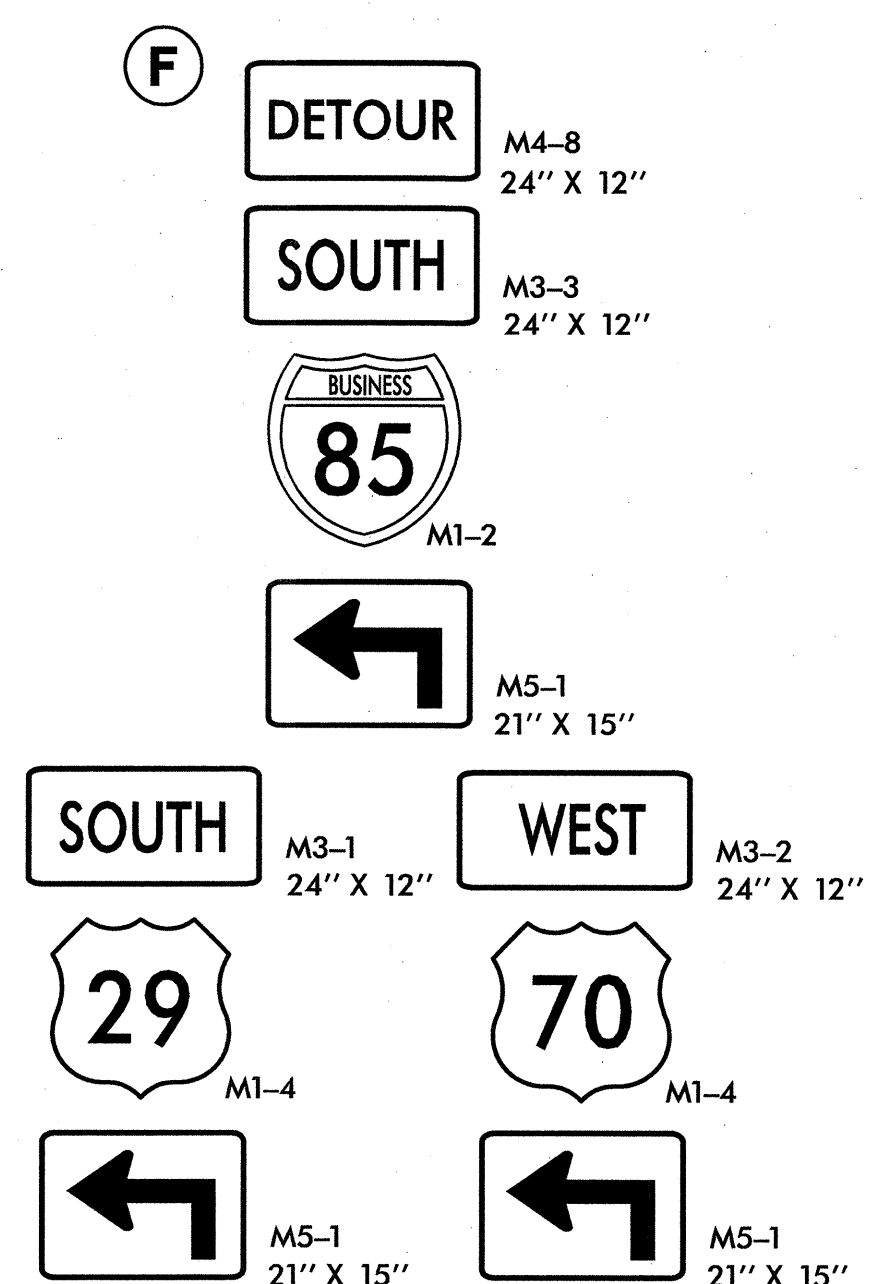 F
DETOUR
M4–8
24'' X 12''
SOUTH
M3–3
24'' X 12''
BUSINESS
85
M1–2
M5–1
21'' X 15''
SOUTH
M3–1
24'' X 12''
WEST
M3–2
24'' X 12''
29
M1–4
70
M1–4
M5–1
21'' X 15''
M5–1
21'' X 15''